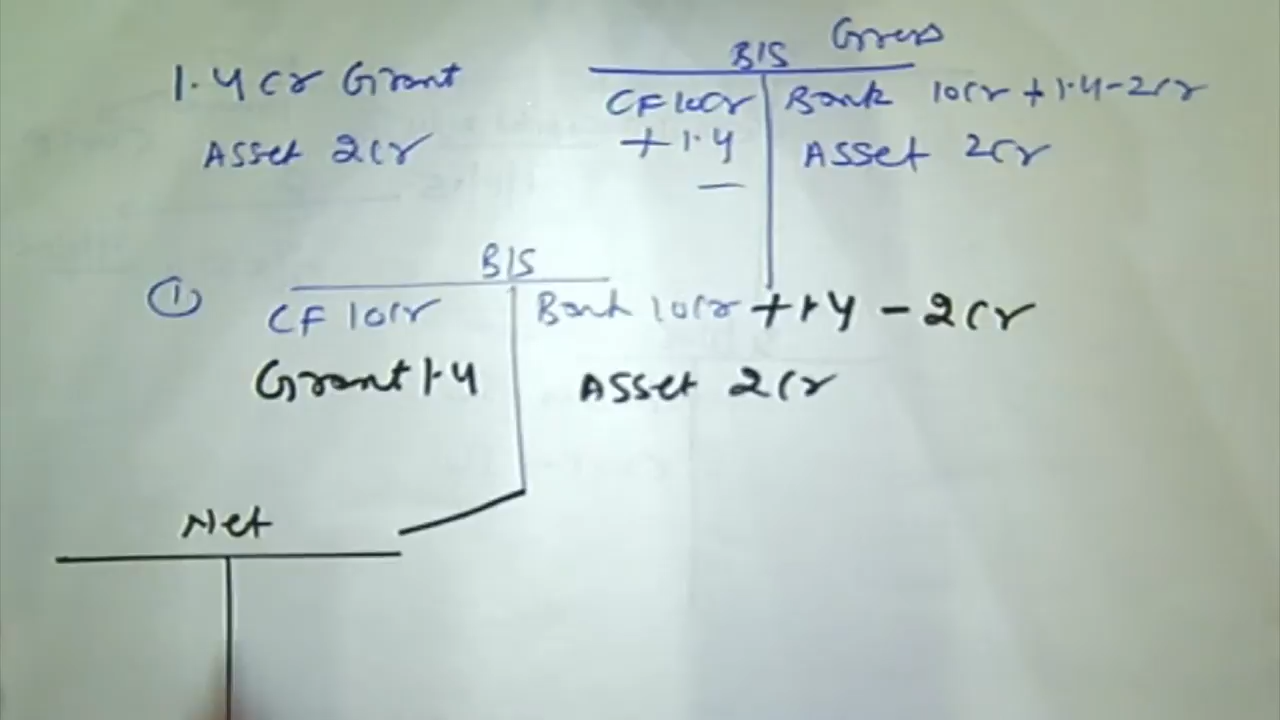 1.4 cr Grant
Asset 2cr
B/S Gross
CF 10cr
+ 1.4
Bank 10cr + 1.4 - 2cr
Asset 2cr
①
B/S
CF 10cr
Grant 1.4
Bank 10cr + 1.4 - 2cr
Asset 2cr
Net